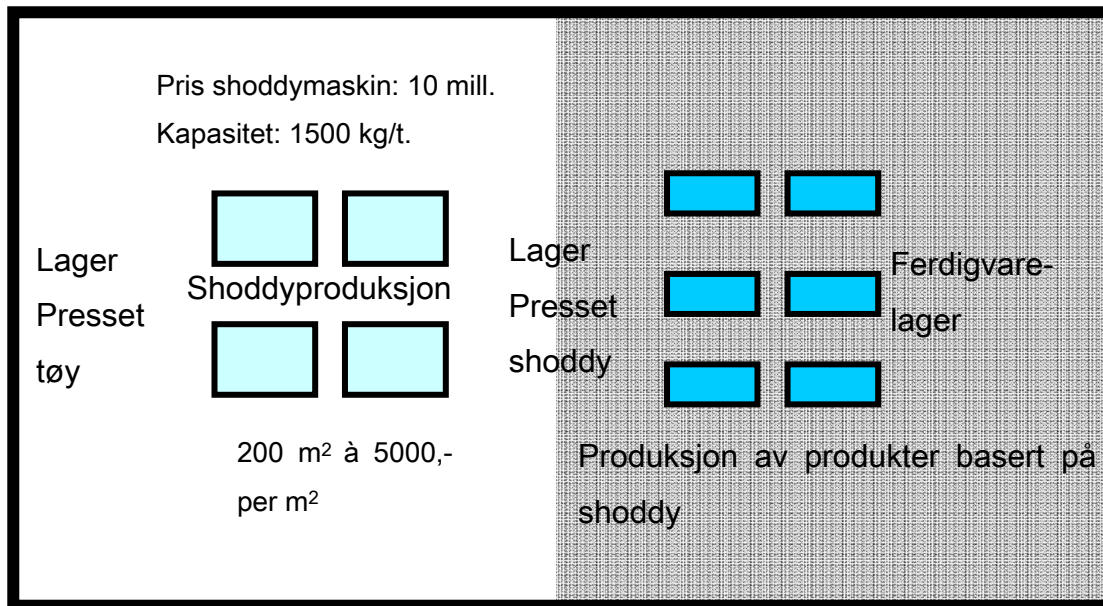 Pris shoddymaskin: 10 mill.
Kapasitet: 1500 kg/t.
Lager
Presset
tøy
Shoddyproduksjon
200 m² à 5000,-
per m²
Lager
Presset
shoddy
Ferdigvare-
lager
Produksjon av produkter basert på
shoddy